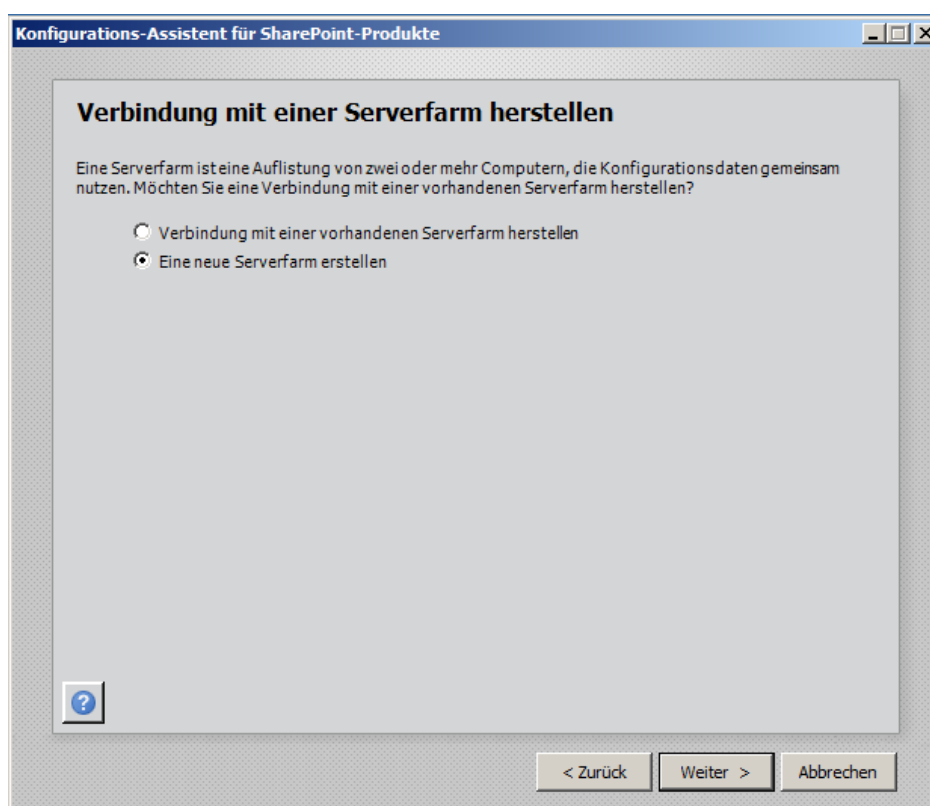 Konfigurations-Assistent für SharePoint-Produkte
Verbindung mit einer Serverfarm herstellen
Eine Serverfarm ist eine Auflistung von zwei oder mehr Computern, die Konfigurationsdaten gemeinsam
nutzen. Möchten Sie eine Verbindung mit einer vorhandenen Serverfarm herstellen?
Verbindung mit einer vorhandenen Serverfarm herstellen
Eine neue Serverfarm erstellen
?
< Zurück
Weiter >
Abbrechen